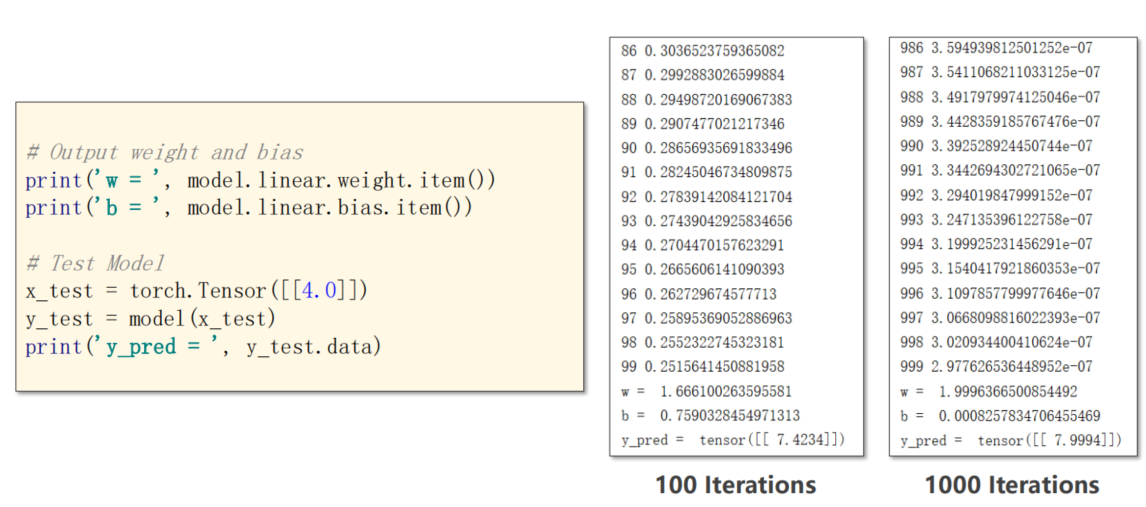 # Output weight and bias
print('w = ', model.linear.weight.item())
print('b = ', model.linear.bias.item())
# Test Model
x_test = torch.Tensor([[4.0]])
y_test = model(x_test)
print('y_pred = ', y_test.data)
86 0.3036523759365082
87 0.2992883026599884
88 0.29498720169067383
89 0.2907477021217346
90 0.28656935691833496
91 0.28245046734809875
92 0.27839142084121704
93 0.27439042925834656
94 0.2704470157623291
95 0.2665606141090393
96 0.262729674577713
97 0.25895369052886963
98 0.2552322745323181
99 0.2515641450881958
w =  1.666100263595581
b =  0.7590328454971313
y_pred =  tensor([[ 7.4234]])
100 Iterations
986 3.594939812501252e-07
987 3.5411068211033125e-07
988 3.4917979974125046e-07
989 3.4428359185767476e-07
990 3.392528924450744e-07
991 3.3442694302721065e-07
992 3.294019847999152e-07
993 3.247135396122758e-07
994 3.199925231456291e-07
995 3.1540417921860353e-07
996 3.1097857799977646e-07
997 3.0668098816022393e-07
998 3.020934400410624e-07
999 2.977626536448952e-07
w =  1.9996366500854492
b =  0.0008257834706455469
y_pred =  tensor([[ 7.9994]])
1000 Iterations